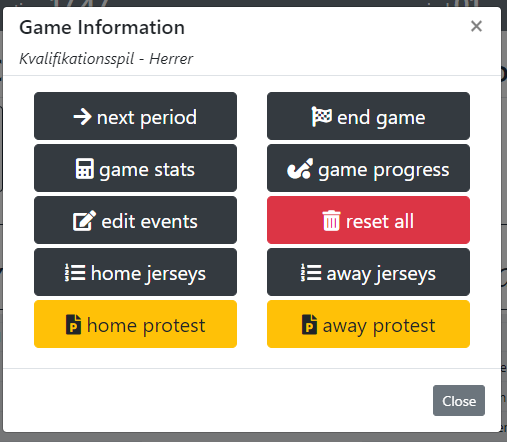 Game Information
×
Kvalifikationsspil - Herrer
next period
end game
game stats
game progress
edit events
reset all
home jerseys
away jerseys
home protest
away protest
Close